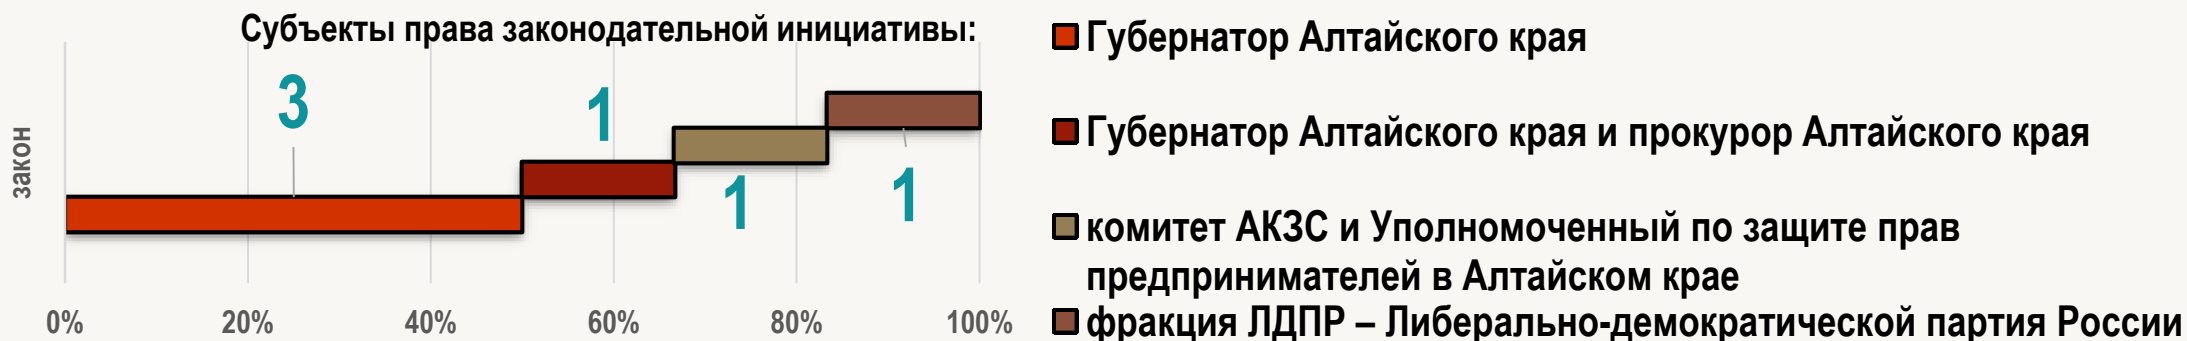 Субъекты права законодательной инициативы:
3
1
1
1
закон
0%
20%
40%
60%
80%
100%
Губернатор Алтайского края
Губернатор Алтайского края и прокурор Алтайского края
комитет АКЗС и Уполномоченный по защите прав
предпринимателей в Алтайском крае
фракция ЛДПР – Либерально-демократической партия России